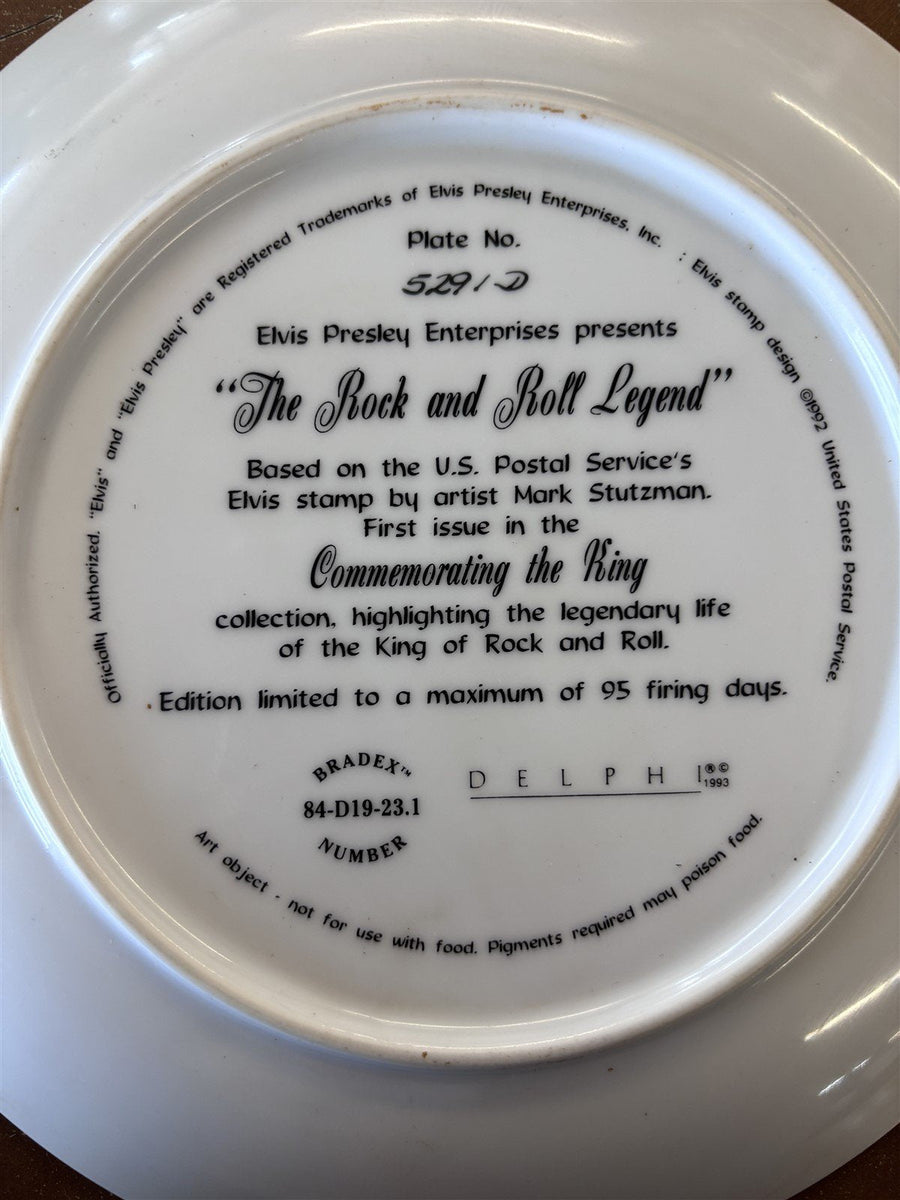 Officially Authorized. "Elvis" and "Elvis Presley" are Registered Trademarks of Elvis Presley Enterprises, Inc. : Elvis stamp design ©1992 United States Postal Service.
Plate No.
5291-D
Elvis Presley Enterprises presents
“The Rock and Roll Legend”
Based on the U.S. Postal Service's
Elvis stamp by artist Mark Stutzman.
First issue in the
Commemorating the King
collection, highlighting the legendary life
of the King of Rock and Roll.
Edition limited to a maximum of 95 firing days.
BRADEX™
84-D19-23.1
NUMBER
DELPHI®©
1993
Art object - not for use with food. Pigments required may poison food.